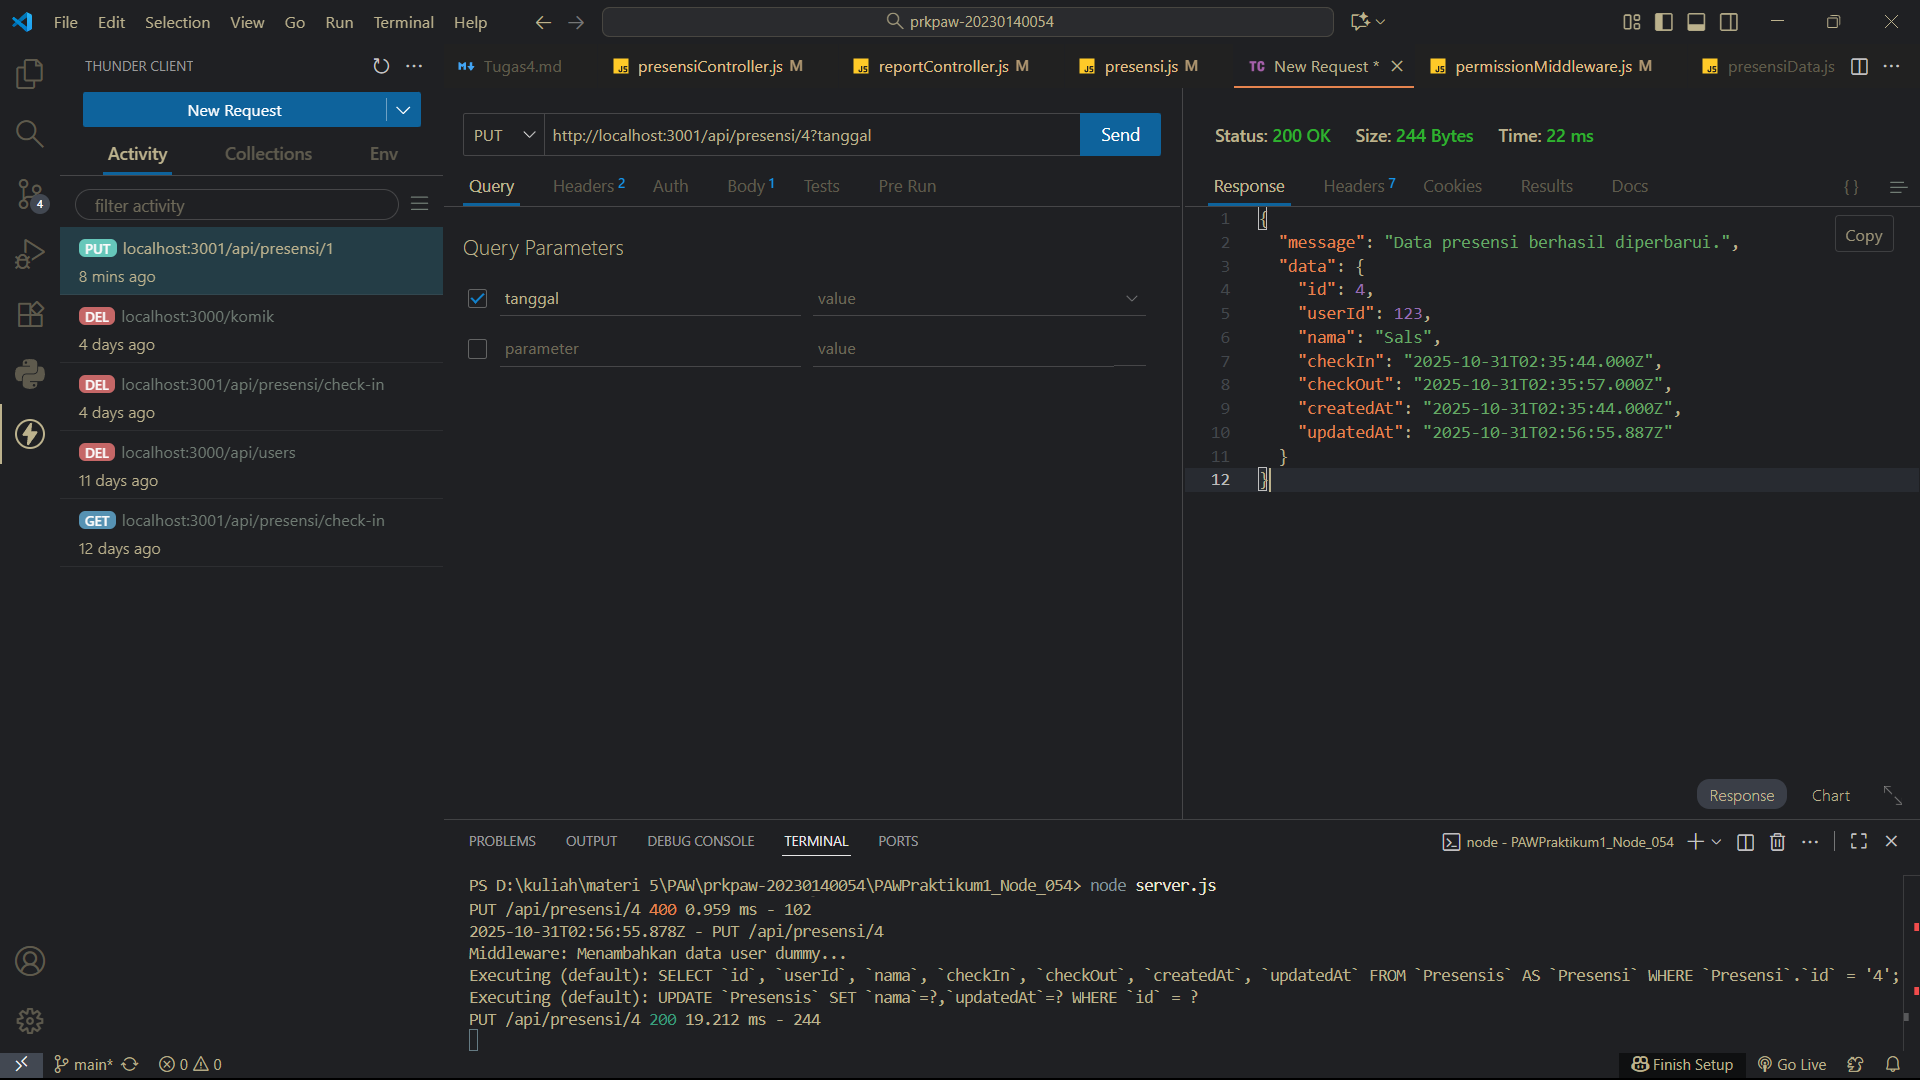 File Edit Selection View Go Run Terminal Help
prkpaw-20230140054
THUNDER CLIENT
New Request
Activity Collections Env
filter activity
PUT localhost:3001/api/presensi/1
8 mins ago
DEL localhost:3000/komik
4 days ago
DEL localhost:3001/api/presensi/check-in
4 days ago
DEL localhost:3000/api/users
11 days ago
GET localhost:3001/api/presensi/check-in
12 days ago
4
Tugas4.md presensiController.js M reportController.js M presensi.js M TC New Request * permissionMiddleware.js M presensiData.js
PUT http://localhost:3001/api/presensi/4?tanggal Send
Query Headers 2 Auth Body 1 Tests Pre Run
Query Parameters
tanggal value
parameter value
Status: 200 OK Size: 244 Bytes Time: 22 ms
Response Headers 7 Cookies Results Docs { }
Copy
1 {
2 "message": "Data presensi berhasil diperbarui.",
3 "data": {
4 "id": 4,
5 "userId": 123,
6 "nama": "Sals",
7 "checkIn": "2025-10-31T02:35:44.000Z",
8 "checkOut": "2025-10-31T02:35:57.000Z",
9 "createdAt": "2025-10-31T02:35:44.000Z",
10 "updatedAt": "2025-10-31T02:56:55.887Z"
11 }
12 }
Response Chart
PROBLEMS OUTPUT DEBUG CONSOLE TERMINAL PORTS
node - PAWPraktikum1_Node_054
PS D:\kuliah\materi 5\PAW\prkpaw-20230140054\PAWPraktikum1_Node_054> node server.js
PUT /api/presensi/4 400 0.959 ms - 102
2025-10-31T02:56:55.878Z - PUT /api/presensi/4
Middleware: Menambahkan data user dummy...
Executing (default): SELECT `id`, `userId`, `nama`, `checkIn`, `checkOut`, `createdAt`, `updatedAt` FROM `Presensis` AS `Presensi` WHERE `Presensi`.`id` = '4';
Executing (default): UPDATE `Presensis` SET `nama`=?,`updatedAt`=? WHERE `id` = ?
PUT /api/presensi/4 200 19.212 ms - 244
main* 0 0
Finish Setup Go Live